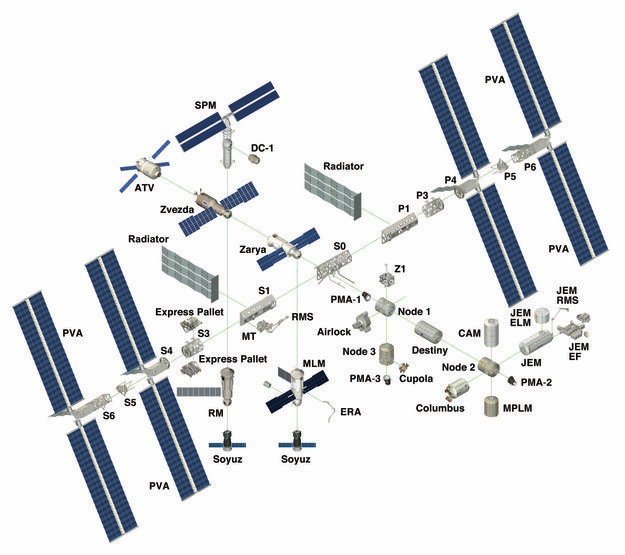 PVA
SPM
DC-1
ATV
Radiator
P6
P5
P4
P3
P1
Zvezda
Zarya
S0
PVA
Radiator
Z1
S1
PMA-1
Node 1
JEM
RMS
JEM
ELM
PVA
Express Pallet
RMS
MT
Airlock
CAM
S3
Destiny
JEM
JEM
EF
S4
Express Pallet
Node 3
Node 2
MLM
PMA-3
Cupola
PMA-2
S5
S6
RM
ERA
Columbus
MPLM
Soyuz
Soyuz
PVA